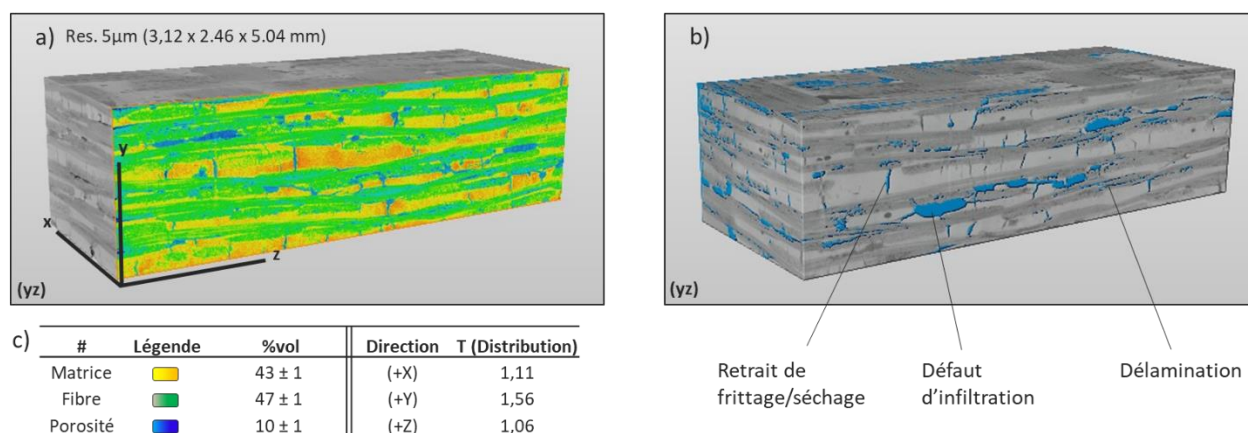 a) Res. 5µm (3,12 x 2.46 x 5.04 mm)
y
x
z
(yz)
b)
(yz)
Retrait de
frittage/séchage
Défaut
d'infiltration
Délamination
c) # Légende %vol Direction T (Distribution)
Matrice 43 ± 1 (+X) 1,11
Fibre 47 ± 1 (+Y) 1,56
Porosité 10 ± 1 (+Z) 1,06